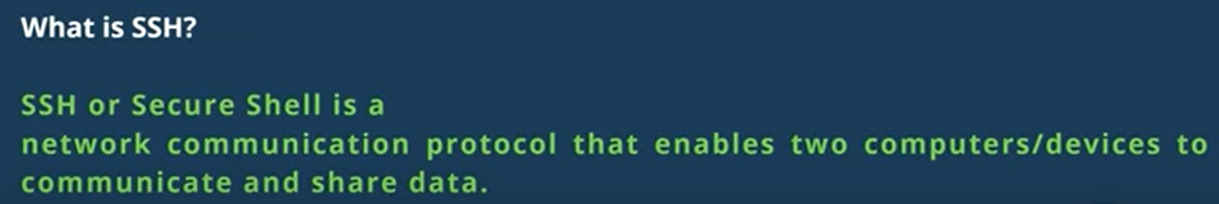 What is SSH?
SSH or Secure Shell is a
network communication protocol that enables two computers/devices to
communicate and share data.